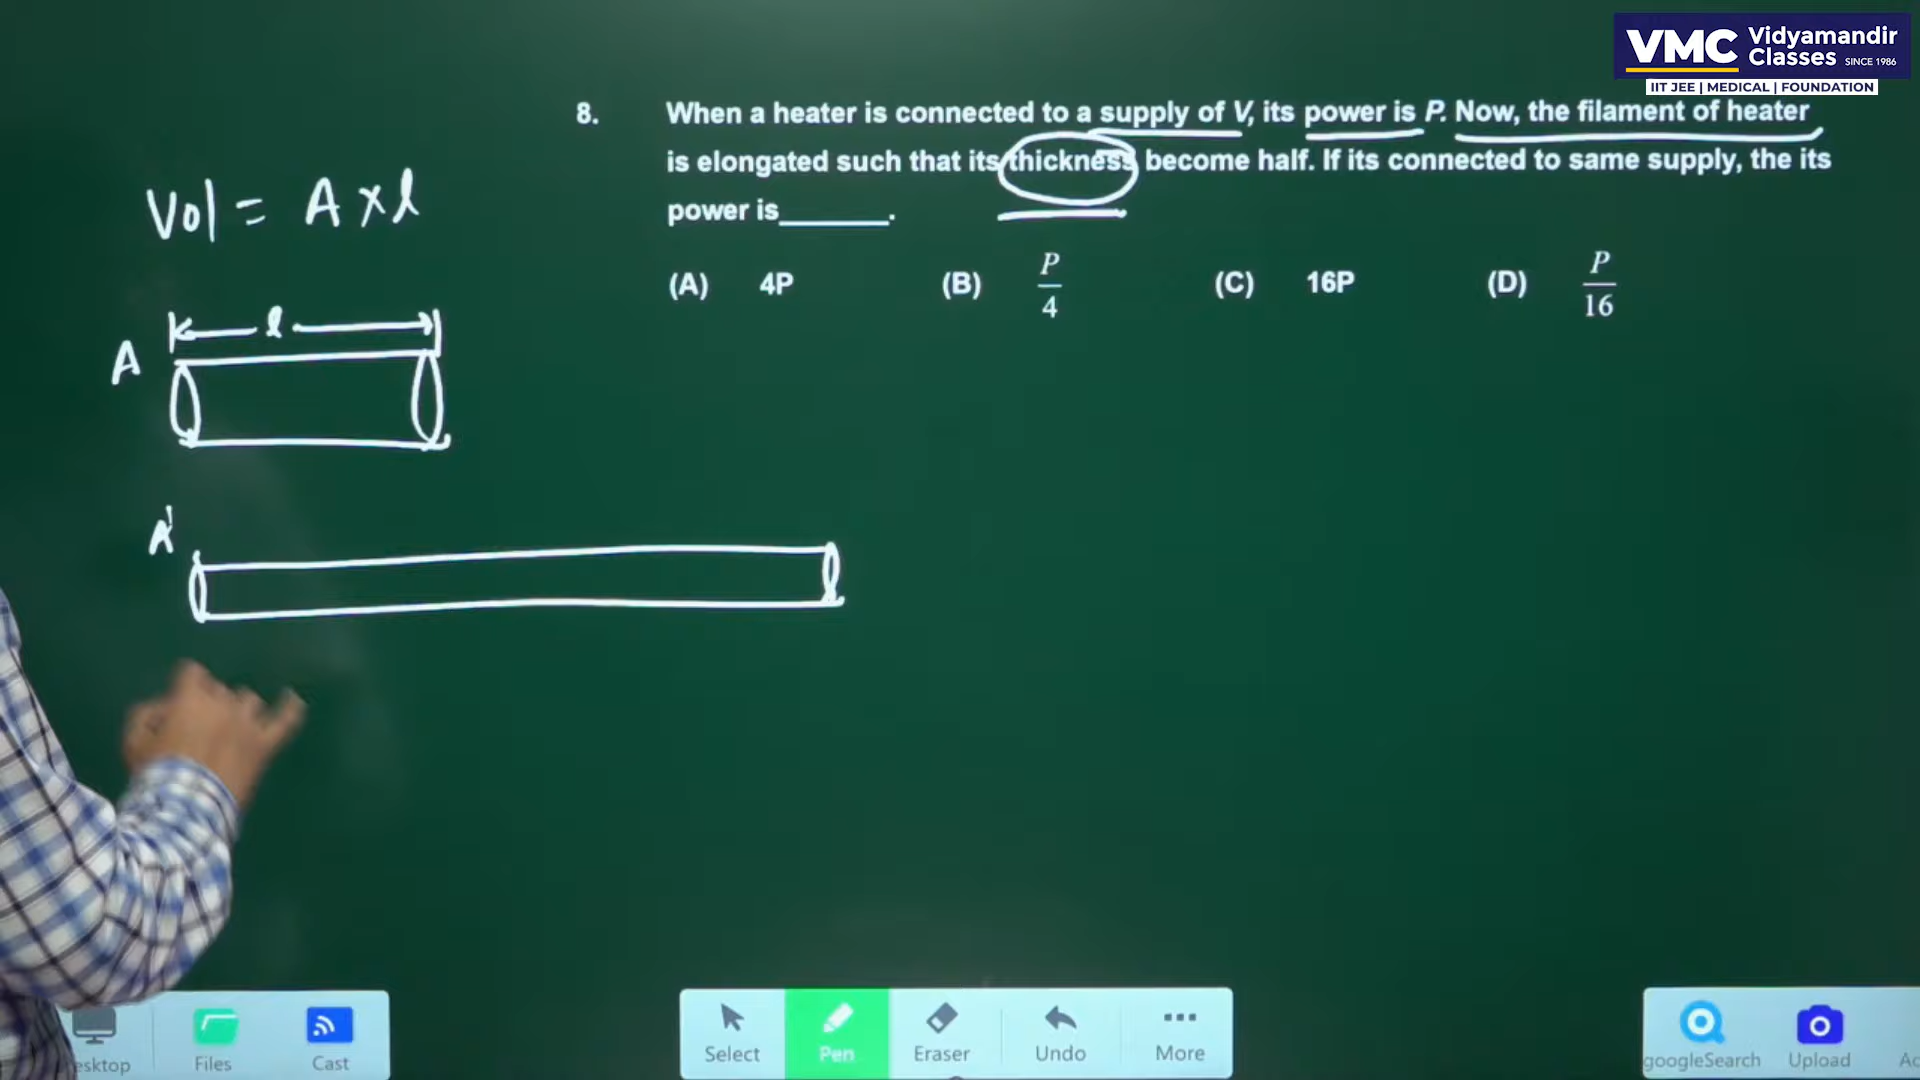 VMC Vidyamandir Classes SINCE 1986
IIT JEE | MEDICAL | FOUNDATION
8. When a heater is connected to a supply of V, its power is P. Now, the filament of heater
is elongated such that its thickness become half. If its connected to same supply, the its
power is________.
(A) 4P (B) P/4 (C) 16P (D) P/16
Vol = A × l
l
A
A'
esktop
Files
Cast
Select
Pen
Eraser
Undo
More
googleSearch
Upload
Ac